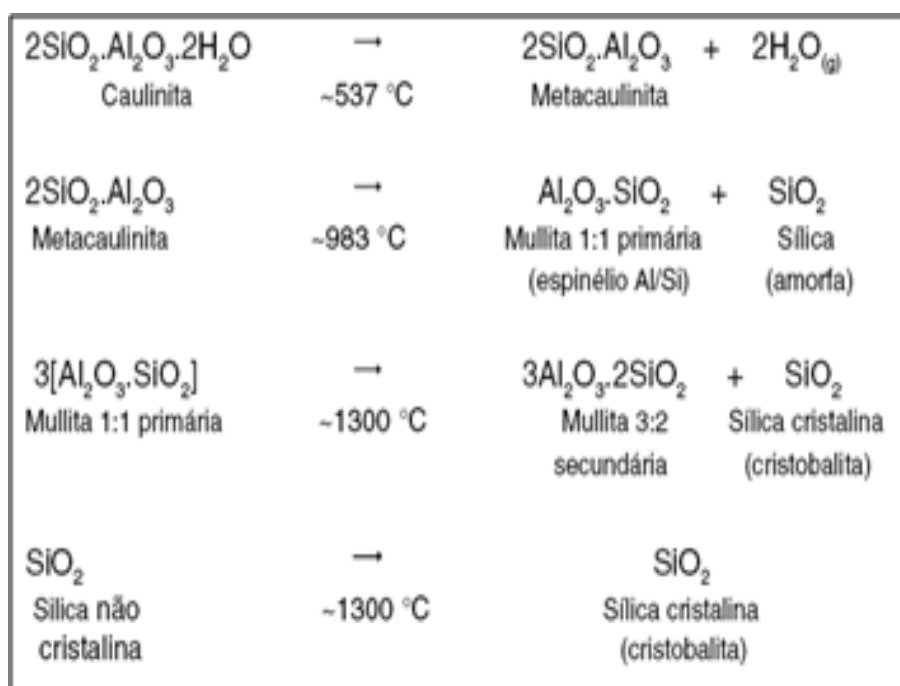 2SiO₂.Al₂O₃.2H₂O → 2SiO₂.Al₂O₃ + 2H₂O₍g₎
Caulinita ~537 °C Metacaulinita
2SiO₂.Al₂O₃ → Al₂O₃.SiO₂ + SiO₂
Metacaulinita ~983 °C Mullita 1:1 primária Sílica
(espinélio Al/Si) (amorfa)
3[Al₂O₃.SiO₂] → 3Al₂O₃.2SiO₂ + SiO₂
Mullita 1:1 primária ~1300 °C Mullita 3:2 Sílica cristalina
secundária (cristobalita)
SiO₂ → SiO₂
Silica não ~1300 °C Sílica cristalina
cristalina (cristobalita)